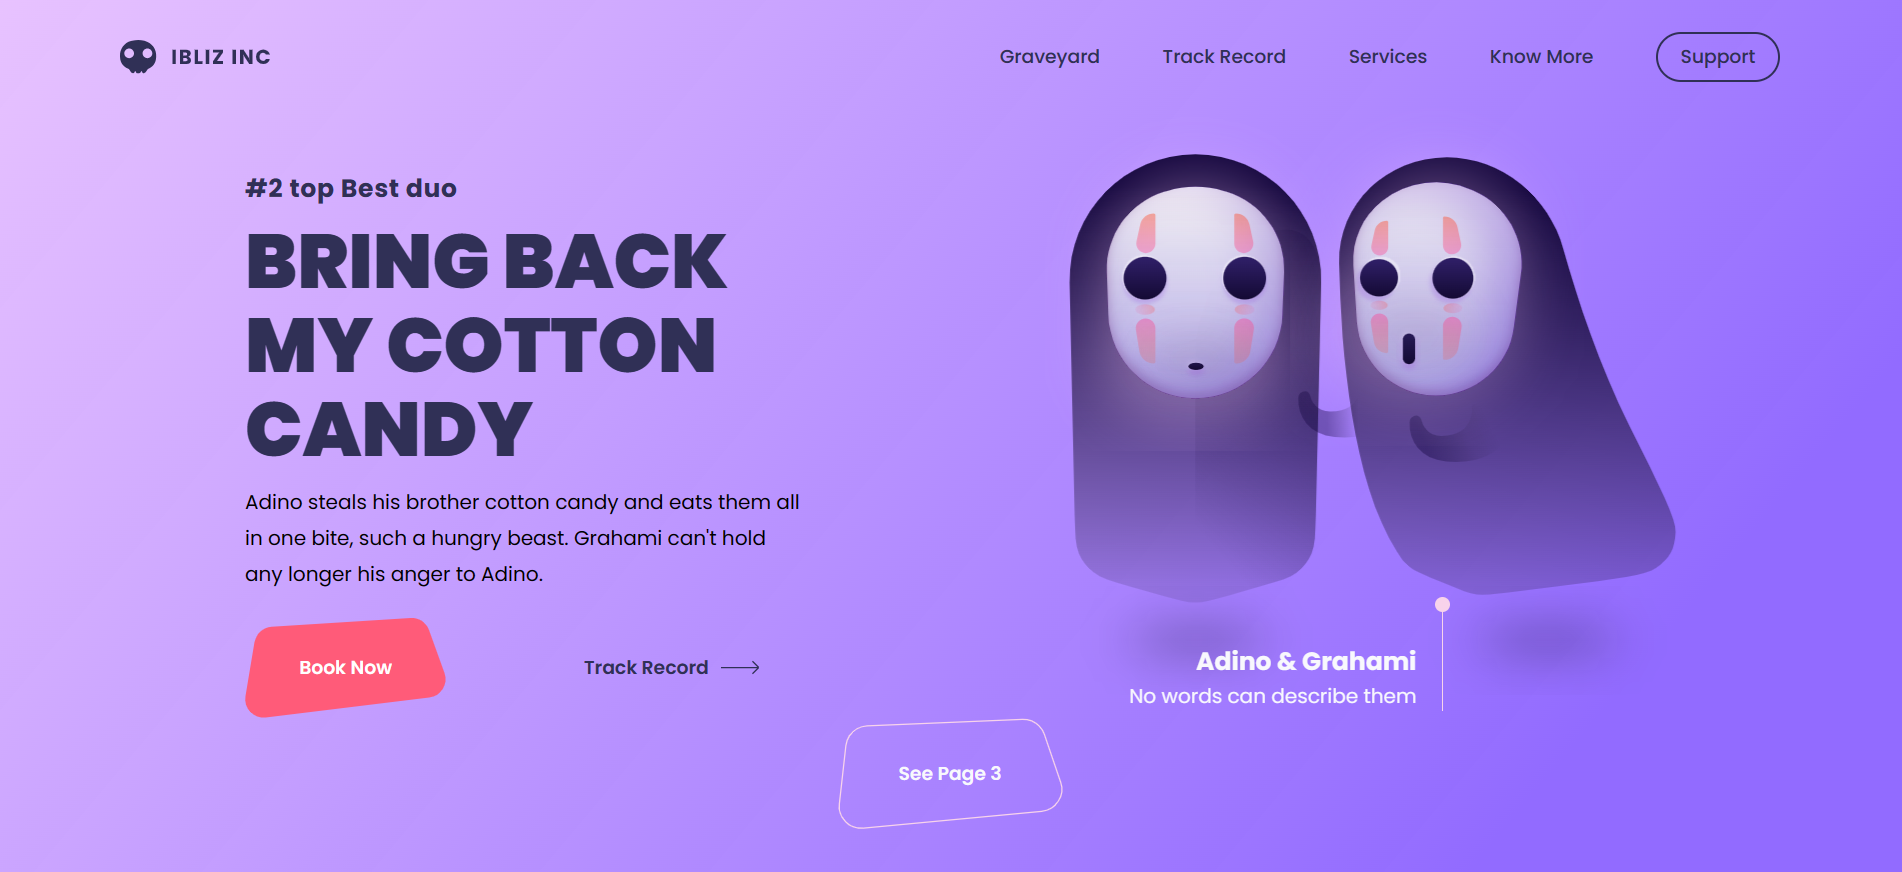 IBLIZ INC
Graveyard
Track Record
Services
Know More
Support
#2 top Best duo
BRING BACK
MY COTTON
CANDY
Adino steals his brother cotton candy and eats them all
in one bite, such a hungry beast. Grahami can't hold
any longer his anger to Adino.
Book Now
Track Record
Adino & Grahami
No words can describe them
See Page 3